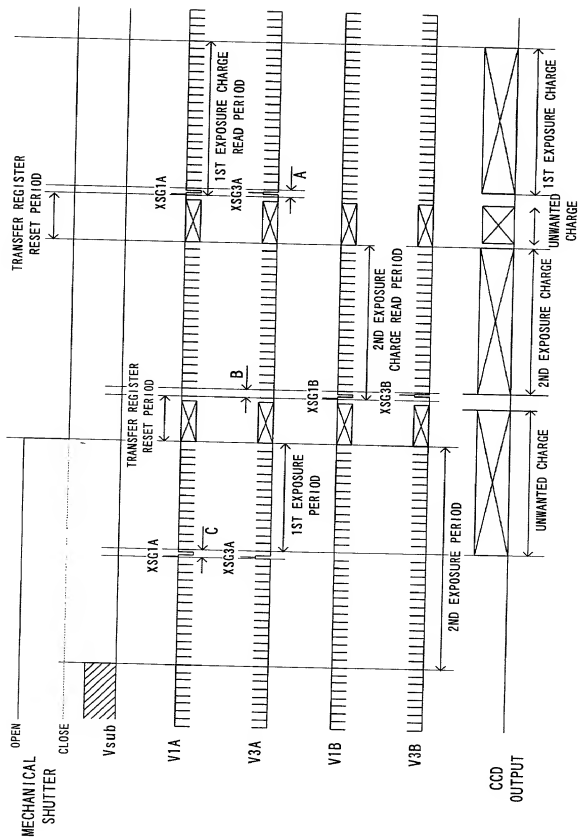 MECHANICAL
SHUTTER
OPEN
CLOSE
TRANSFER REGISTER
RESET PERIOD
Vsub
TRANSFER REGISTER
RESET PERIOD
V1A
XSG1A
C
XSG1A
1ST EXPOSURE CHARGE
READ PERIOD
V3A
XSG3A
B
XSG3A
A
1ST EXPOSURE
PERIOD
V1B
XSG1B
2ND EXPOSURE
CHARGE READ PERIOD
V3B
XSG3B
2ND EXPOSURE PERIOD
CCD
OUTPUT
UNWANTED CHARGE
2ND EXPOSURE CHARGE
UNWANTED
CHARGE
1ST EXPOSURE CHARGE